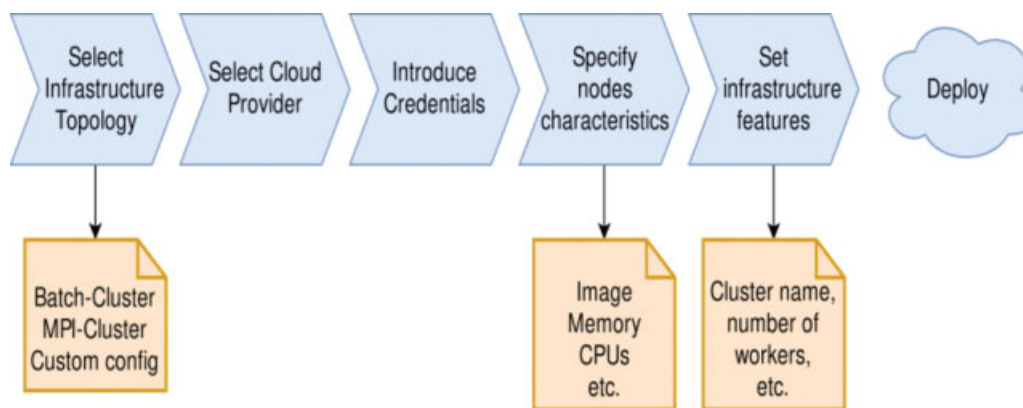 Select
Infrastructure
Topology
Select Cloud
Provider
Introduce
Credentials
Specify
nodes
characteristics
Set
infrastructure
features
Deploy
Batch-Cluster
MPI-Cluster
Custom config
Image
Memory
CPUs
etc.
Cluster name,
number of
workers,
etc.